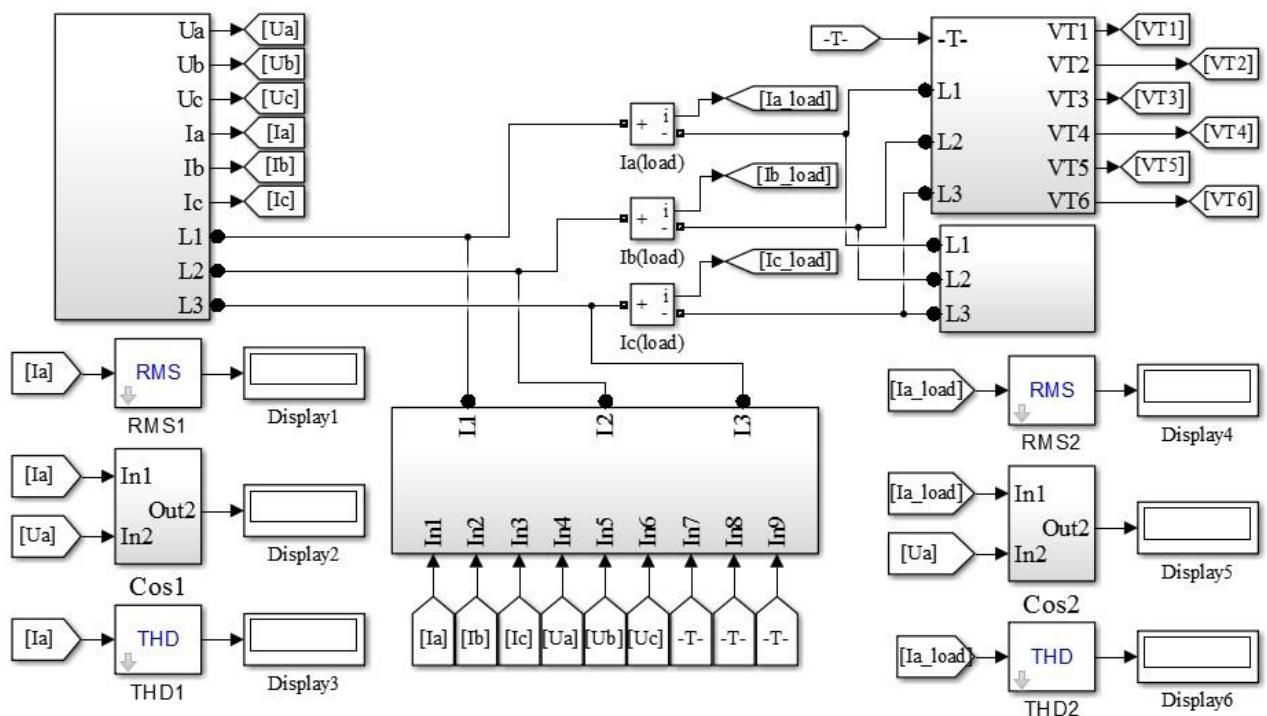 Ua [Ua]
Ub [Ub]
Uc [Uc]
Ia [Ia]
Ib [Ib]
Ic [Ic]
L1
L2
L3
+ i -
[Ia_load]
Ia(load)
+ i -
[Ib_load]
Ib(load)
+ i -
[Ic_load]
Ic(load)
-T- -T-
L1
L2
L3
VT1 [VT1]
VT2 [VT2]
VT3 [VT3]
VT4 [VT4]
VT5 [VT5]
VT6 [VT6]
L1
L2
L3
[Ia] RMS
RMS1
Display1
[Ia] In1
[Ua] In2
Out2
Cos1
Display2
[Ia] THD
THD1
Display3
L1 L2 L3
In1 In2 In3 In4 In5 In6 In7 In8 In9
[Ia] [Ib] [Ic] [Ua] [Ub] [Uc] -T- -T- -T-
[Ia_load] RMS
RMS2
Display4
[Ia_load] In1
[Ua] In2
Out2
Cos2
Display5
[Ia_load] THD
THD2
Display6